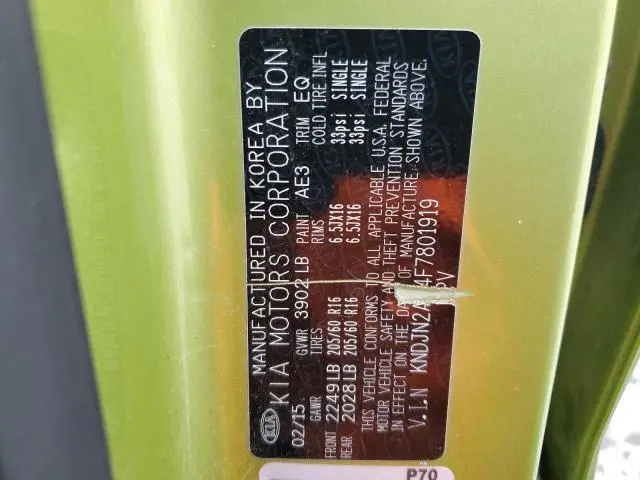 MANUFACTURED IN KOREA BY
KIA MOTORS CORPORATION
02/15 GVWR 3902 LB PAINT AE3 TRIM EQ
GAWR TIRES RIMS COLD TIRE INFL
FRONT 2249 LB 205/60 R16 6.5JX16 33psi SINGLE
REAR 2028 LB 205/60 R16 6.5JX16 33psi SINGLE
THIS VEHICLE CONFORMS TO ALL APPLICABLE U.S.A. FEDERAL
MOTOR VEHICLE SAFETY AND THEFT PREVENTION STANDARDS
IN EFFECT ON THE DATE OF MANUFACTURE SHOWN ABOVE.
V.I.N
KIA
P70